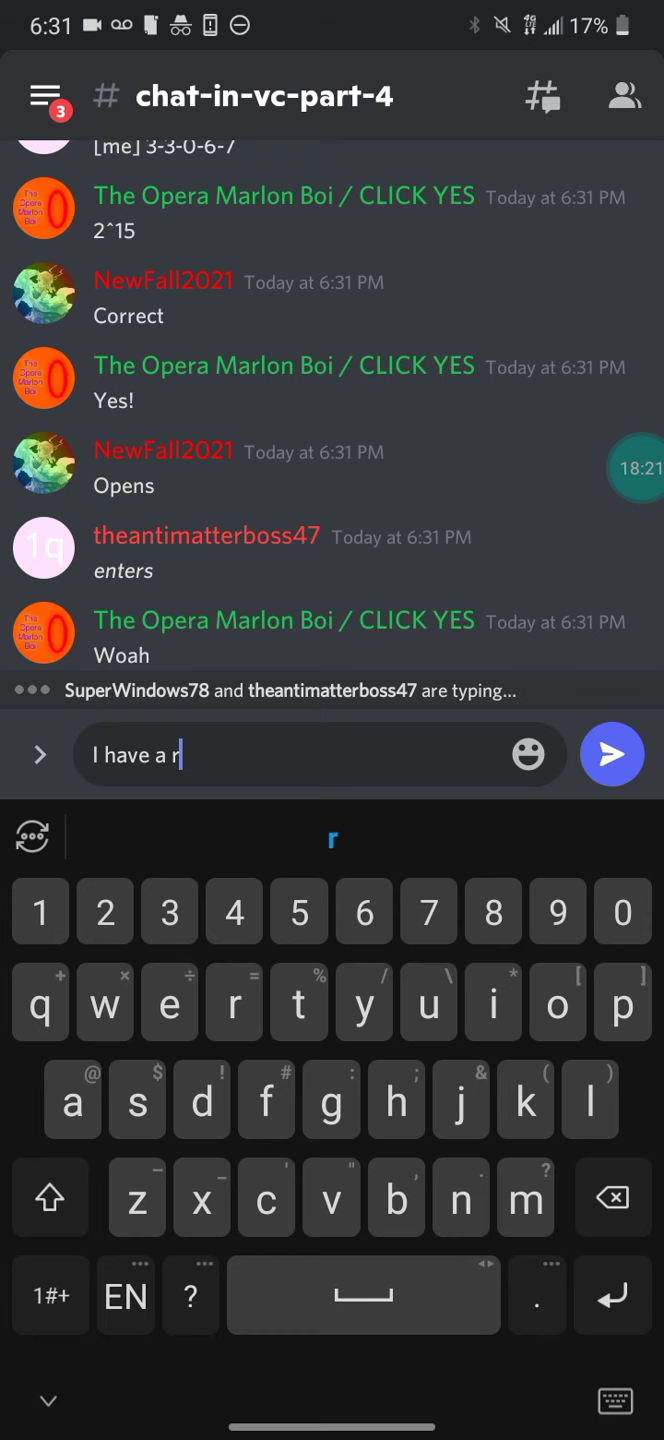 6:31 17%
3 # chat-in-vc-part-4
[me] 3-3-0-6-7
The Opera Marlon Boi / CLICK YES Today at 6:31 PM
2^15
NewFall2021 Today at 6:31 PM
Correct
The Opera Marlon Boi / CLICK YES Today at 6:31 PM
Yes!
NewFall2021 Today at 6:31 PM
Opens
18:21
1q theantimatterboss47 Today at 6:31 PM
enters
The Opera Marlon Boi / CLICK YES Today at 6:31 PM
Woah
SuperWindows78 and theantimatterboss47 are typing...
I have a r
r
1 2 3 4 5 6 7 8 9 0
+ × ÷ = % / \ * [ ]
q w e r t y u i o p
@ $ ! # : ; & ( )
a s d f g h j k l
- _ ' " , . ?
z x c v b n m
1#+ EN ? .